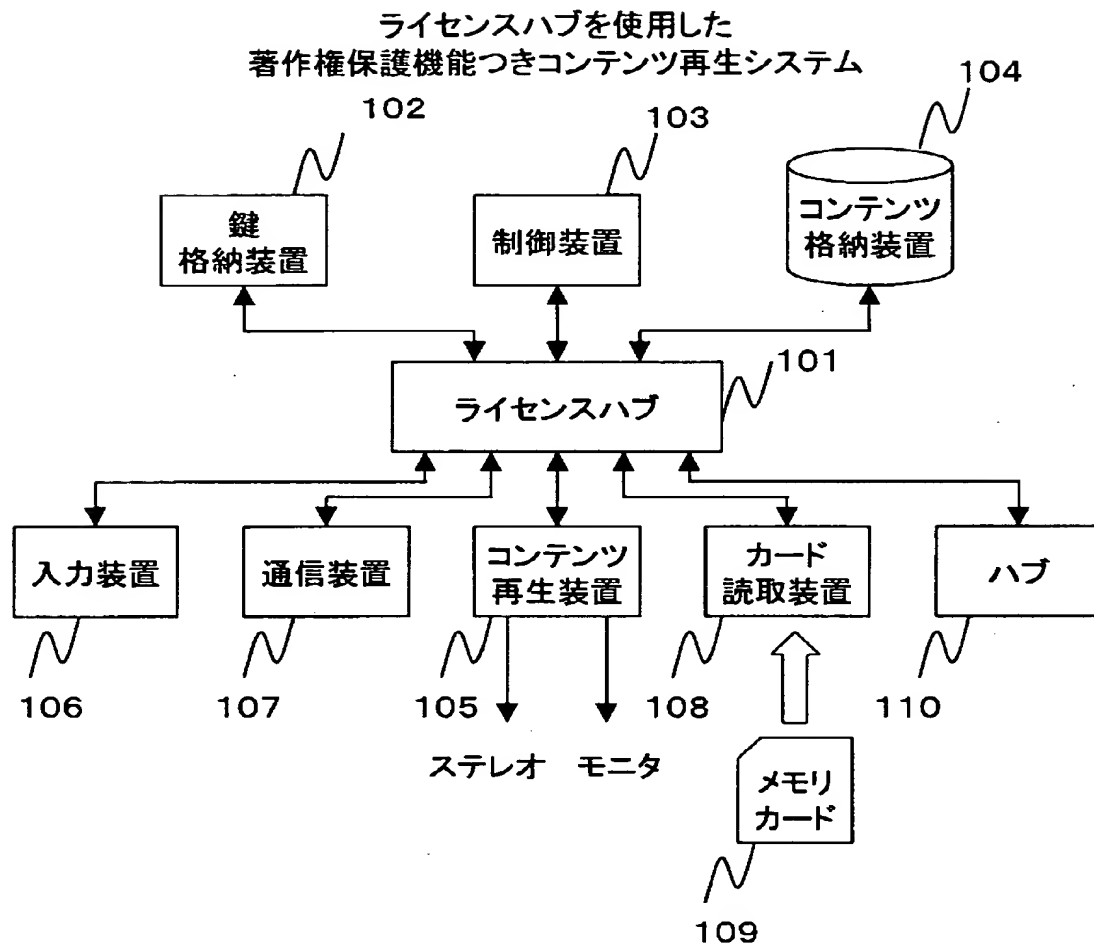 ライセンスハブを使用した
著作権保護機能つきコンテンツ再生システム
102
103
104
鍵
格納装置
制御装置
コンテンツ
格納装置
101
ライセンスハブ
入力装置
通信装置
コンテンツ
再生装置
カード
読取装置
ハブ
106
107
105
108
110
ステレオ
モニタ
メモリ
カード
109